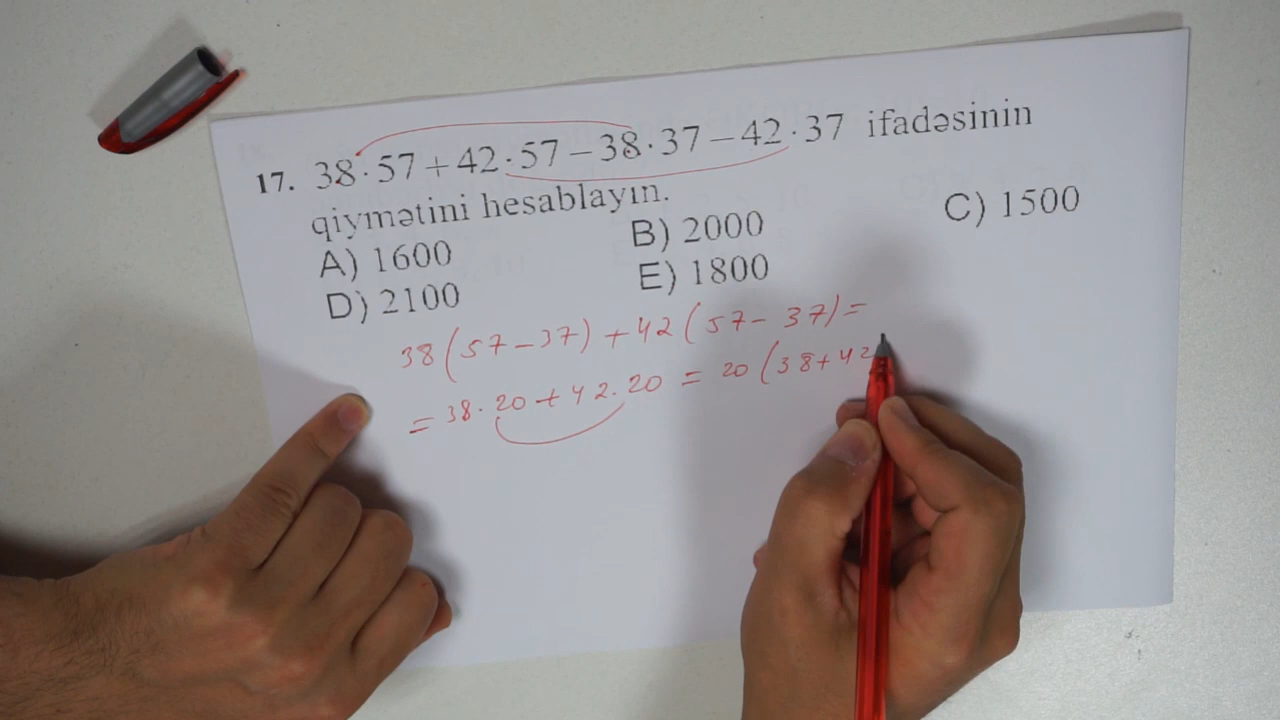 17. 38·57+42·57−38·37−42·37 ifadəsinin
qiymətini hesablayın.
A) 1600 B) 2000 C) 1500
D) 2100 E) 1800
38(57−37)+42(57−37)=
=38·20+42·20=20(38+42